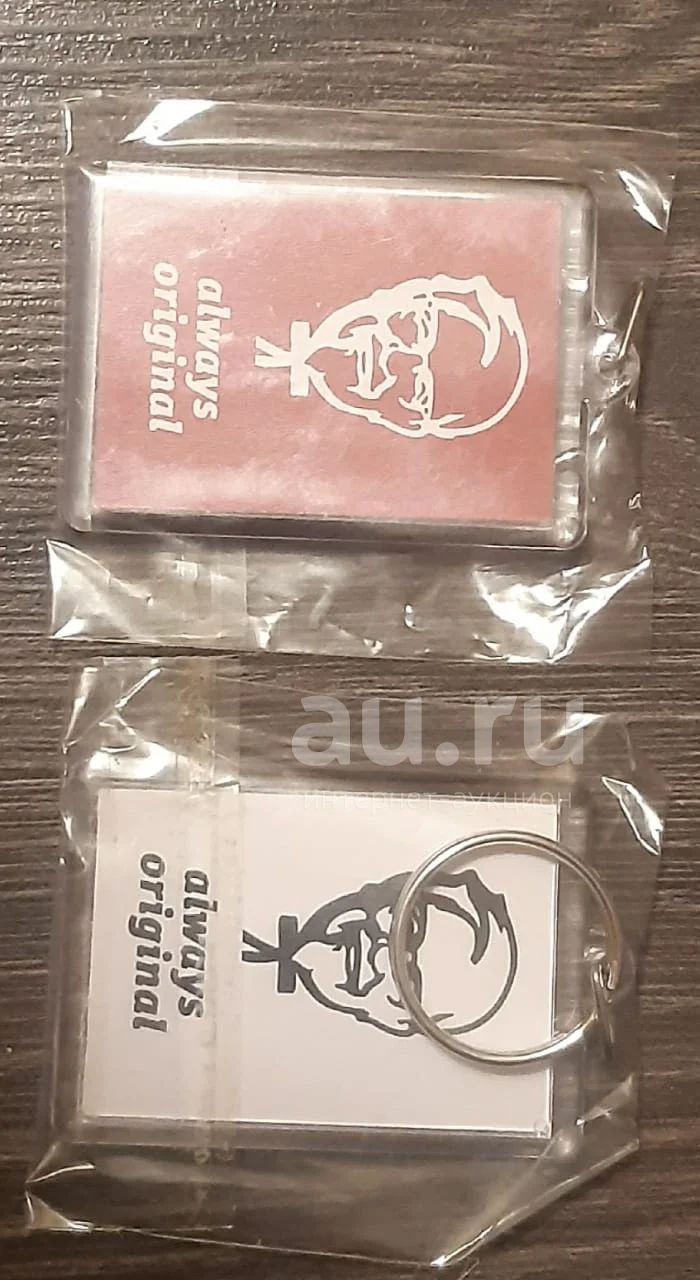 always
original
au.ru
интернет-аукцион
always
original